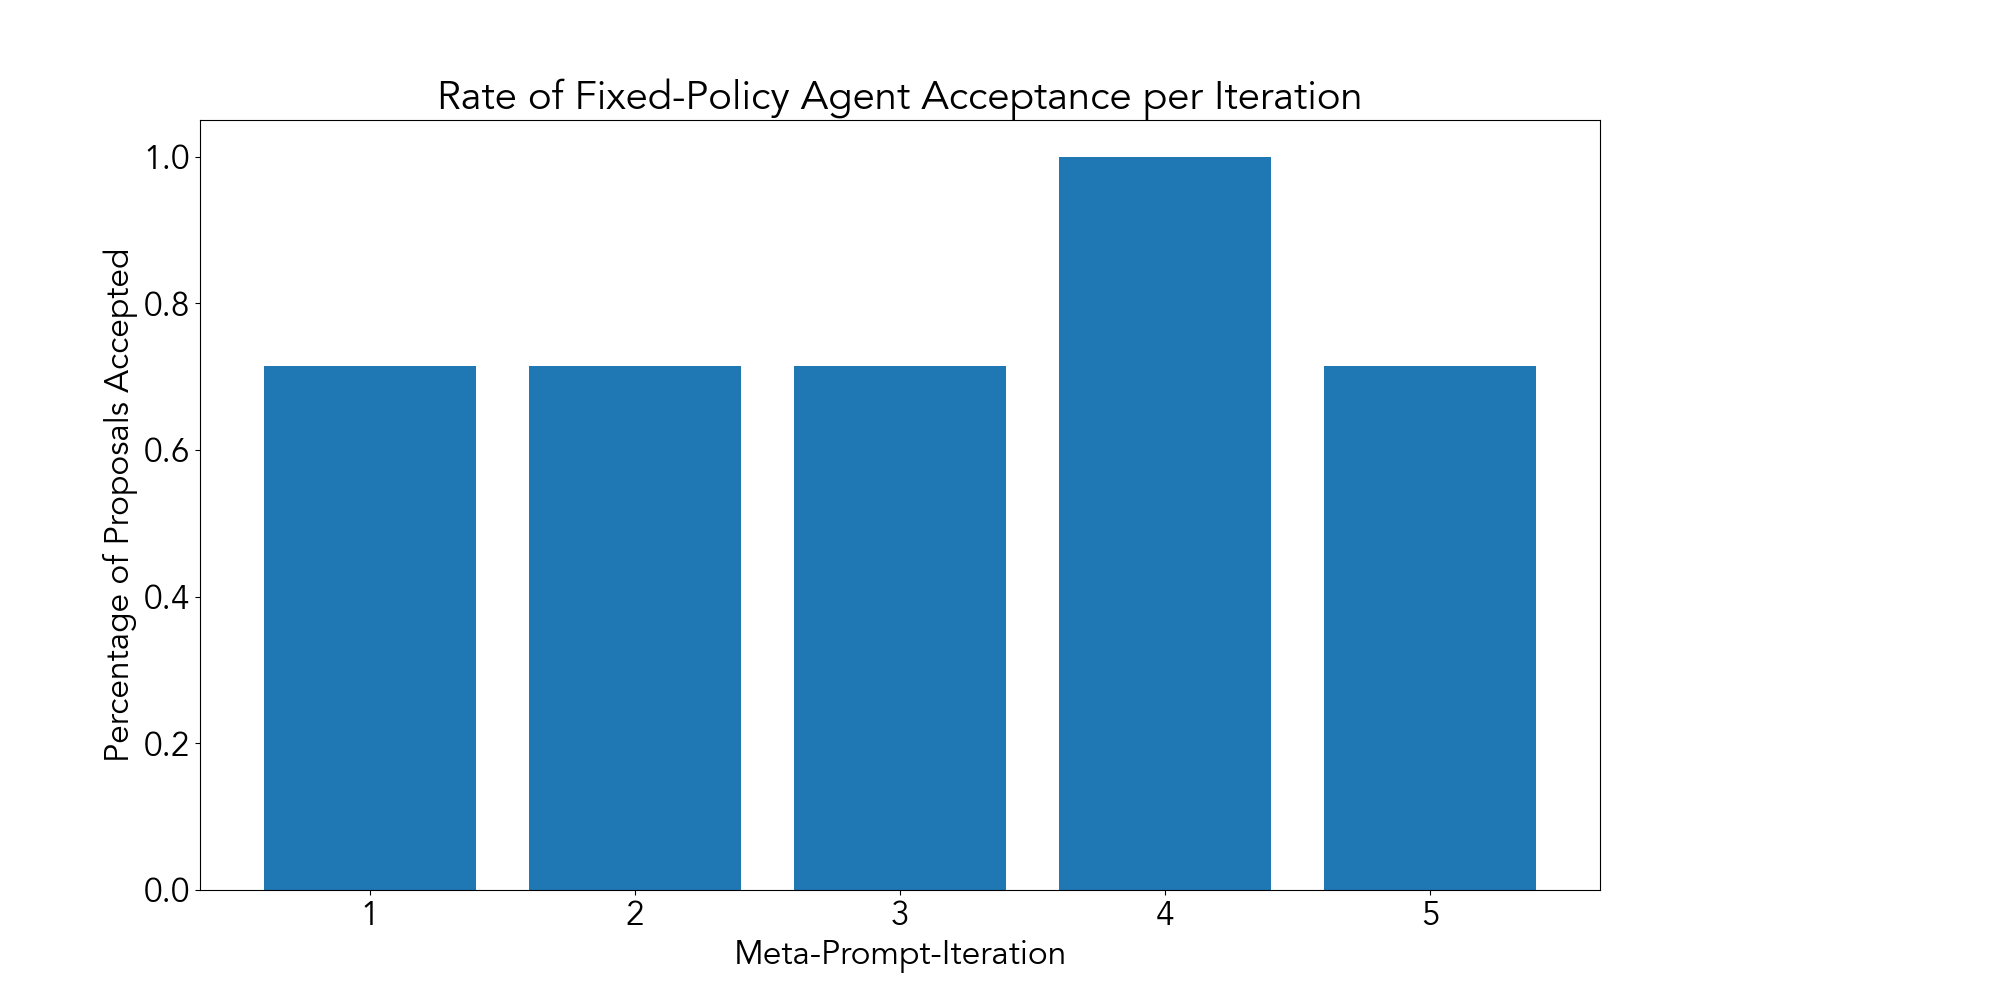 Rate of Fixed-Policy Agent Acceptance per Iteration
Percentage of Proposals Accepted
1.0
0.8
0.6
0.4
0.2
0.0
1 2 3 4 5
Meta-Prompt-Iteration